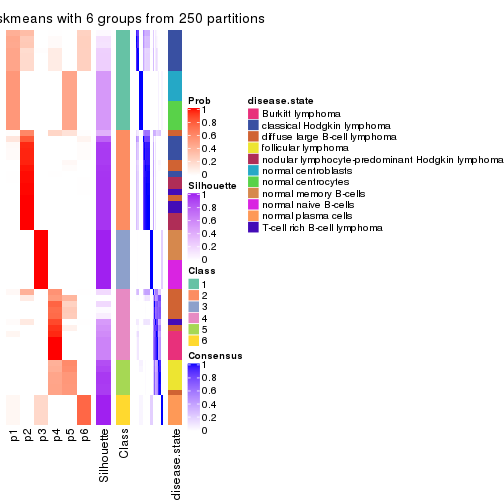 skmeans with 6 groups from 250 partitions
Prob
1
0.8
0.6
0.4
0.2
0
Silhouette
1
0.8
0.6
0.4
0.2
0
Class
1
2
3
4
5
6
Consensus
1
0.8
0.6
0.4
0.2
0
disease.state
Burkitt lymphoma
classical Hodgkin lymphoma
diffuse large B-cell lymphoma
follicular lymphoma
nodular lymphocyte-predominant Hodgkin lymphoma
normal centroblasts
normal centrocytes
normal memory B-cells
normal naive B-cells
normal plasma cells
T-cell rich B-cell lymphoma
p1
p2
p3
p4
p5
p6
Silhouette
Class
disease.state